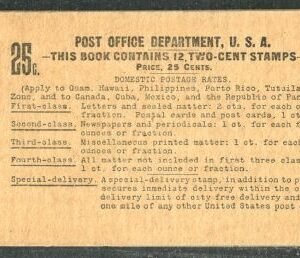 25c.
POST OFFICE DEPARTMENT, U. S. A.
—THIS BOOK CONTAINS 12 TWO-CENT STAMPS—
PRICE, 25 CENTS.
DOMESTIC POSTAGE RATES.
(Apply to Guam, Hawaii, Philippines, Porto Rico, Tutuila
Zone, and to Canada, Cuba, Mexico, and the Republic of Pa
First-class. Letters and sealed matter: 2 cts. for each
fraction. Postal cards and post cards, 1 ct
Second-class. Newspapers and periodicals: 1 ct. for each
ounces or fraction.
Third-class. Miscellaneous printed matter: 1 ct. for each
ounces or fraction.
Fourth-class. All matter not included in first three clas
1 ct. for each ounce or fraction.
Special-delivery. A special-delivery stamp, in addition to p
secures immediate delivery within the
delivery limit of city free delivery and
one mile of any other United States post